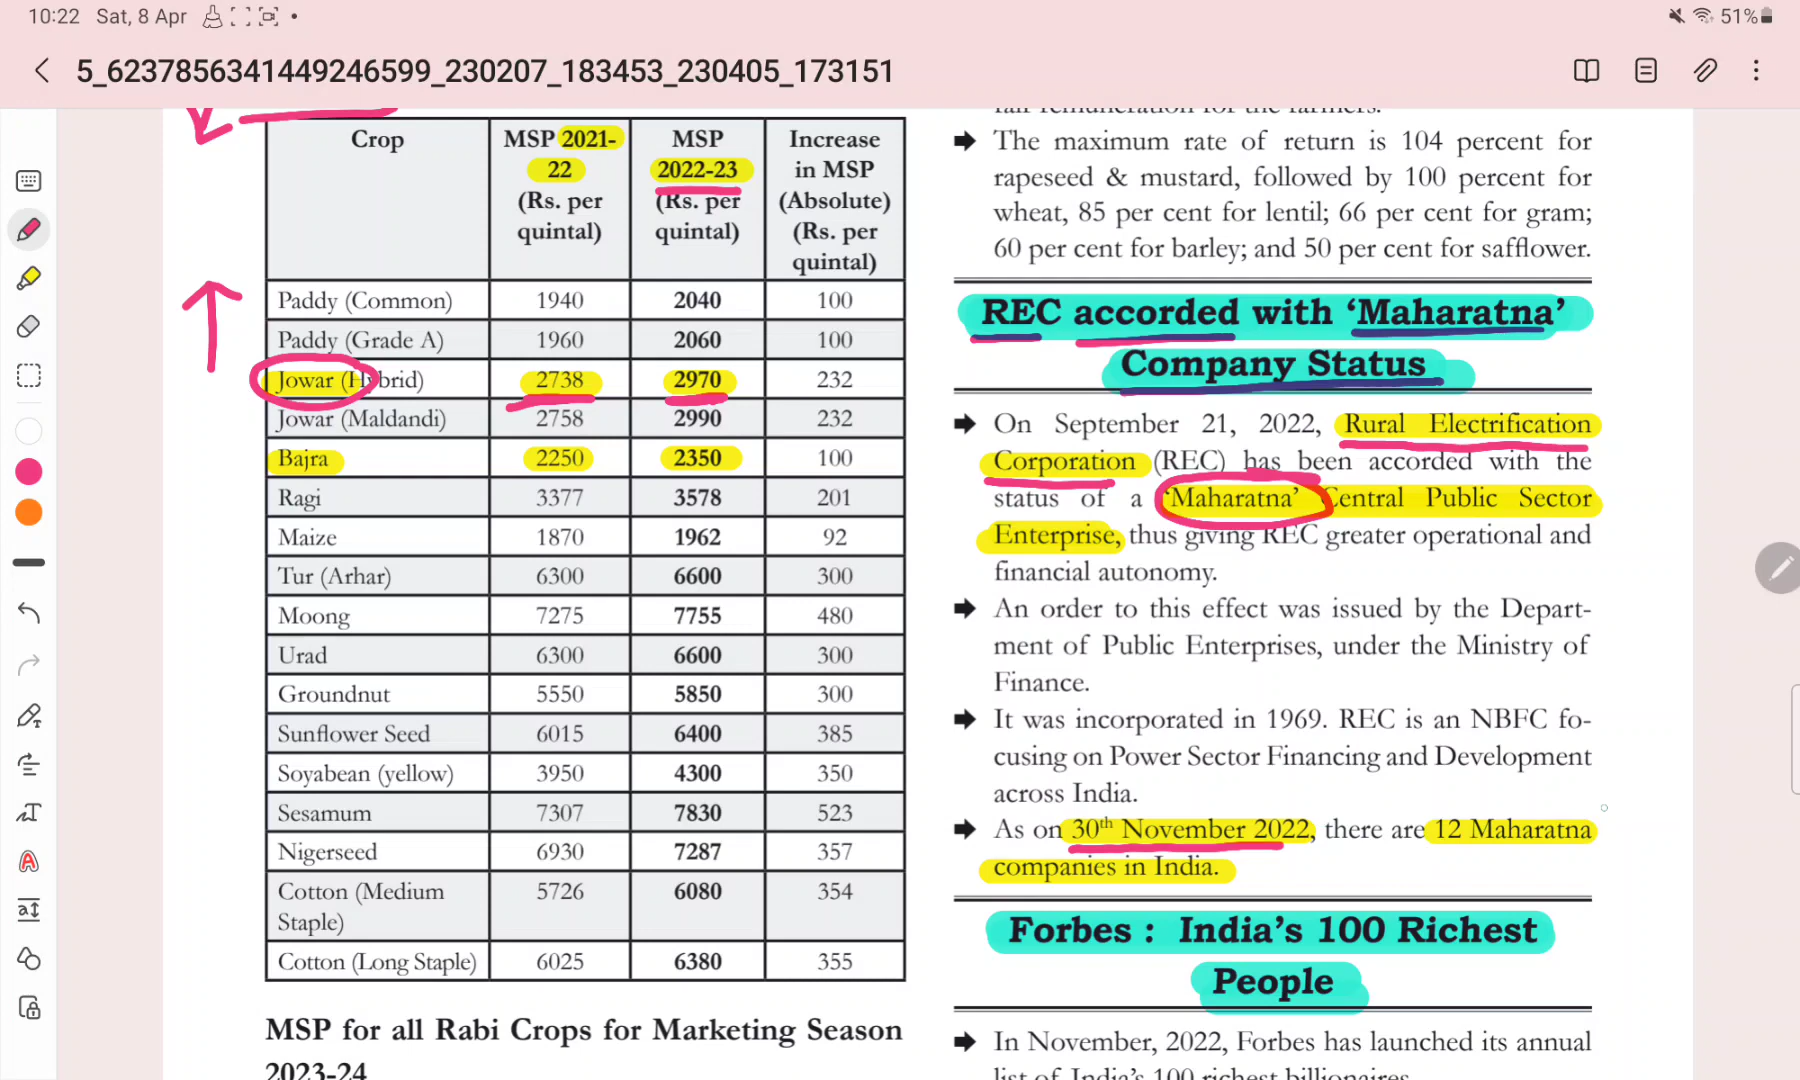 10:22 Sat, 8 Apr
51%
5_6237856341449246599_230207_183453_230405_173151
Crop
MSP 2021-22 (Rs. per quintal)
MSP 2022-23 (Rs. per quintal)
Increase in MSP (Absolute) (Rs. per quintal)
Paddy (Common) 1940 2040 100
Paddy (Grade A) 1960 2060 100
Jowar (Hybrid) 2738 2970 232
Jowar (Maldandi) 2758 2990 232
Bajra 2250 2350 100
Ragi 3377 3578 201
Maize 1870 1962 92
Tur (Arhar) 6300 6600 300
Moong 7275 7755 480
Urad 6300 6600 300
Groundnut 5550 5850 300
Sunflower Seed 6015 6400 385
Soyabean (yellow) 3950 4300 350
Sesamum 7307 7830 523
Nigerseed 6930 7287 357
Cotton (Medium Staple) 5726 6080 354
Cotton (Long Staple) 6025 6380 355
MSP for all Rabi Crops for Marketing Season
2023-24
fair remuneration for the farmers.
The maximum rate of return is 104 percent for
rapeseed & mustard, followed by 100 percent for
wheat, 85 per cent for lentil; 66 per cent for gram;
60 per cent for barley; and 50 per cent for safflower.
REC accorded with ‘Maharatna’
Company Status
On September 21, 2022, Rural Electrification
Corporation (REC) has been accorded with the
status of a ‘Maharatna’ Central Public Sector
Enterprise, thus giving REC greater operational and
financial autonomy.
An order to this effect was issued by the Depart-
ment of Public Enterprises, under the Ministry of
Finance.
It was incorporated in 1969. REC is an NBFC fo-
cusing on Power Sector Financing and Development
across India.
As on 30th November 2022, there are 12 Maharatna
companies in India.
Forbes : India’s 100 Richest
People
In November, 2022, Forbes has launched its annual
list of India’s 100 richest billionaires